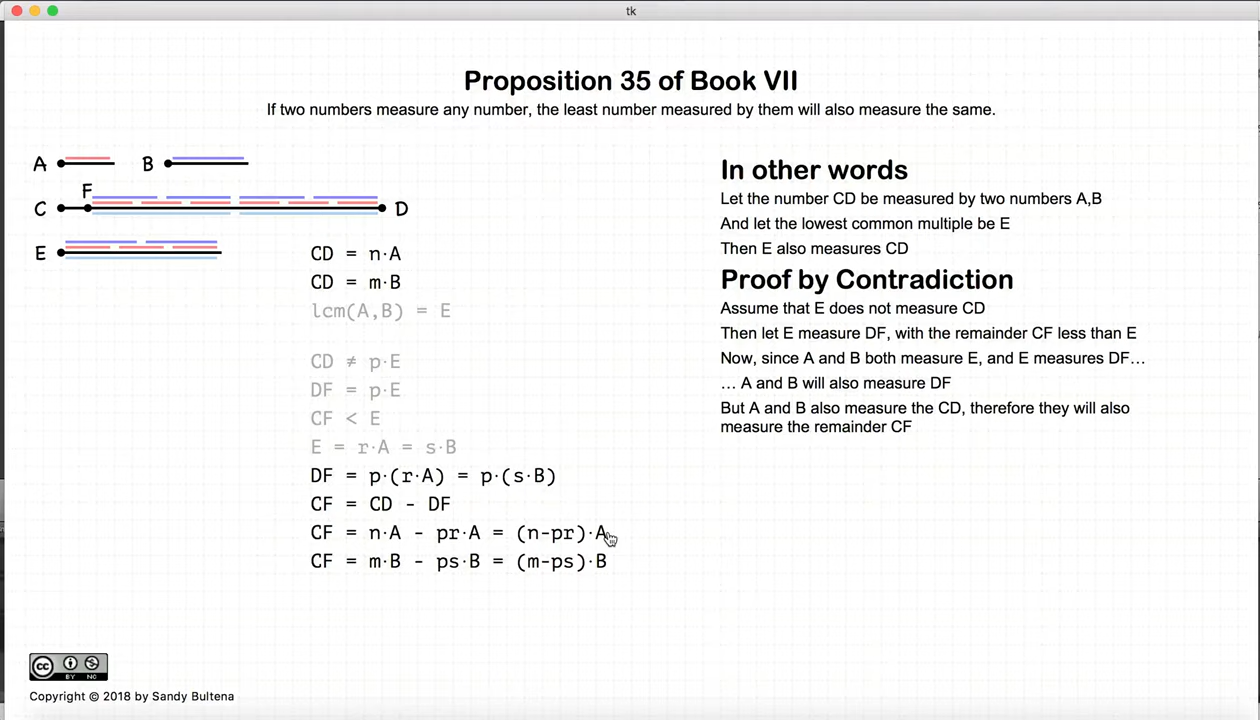 tk
Proposition 35 of Book VII
If two numbers measure any number, the least number measured by them will also measure the same.
A
B
F
C
D
E
CD = n·A
CD = m·B
lcm(A,B) = E
CD ≠ p·E
DF = p·E
CF < E
E = r·A = s·B
DF = p·(r·A) = p·(s·B)
CF = CD - DF
CF = n·A - pr·A = (n-pr)·A
CF = m·B - ps·B = (m-ps)·B
In other words
Let the number CD be measured by two numbers A,B
And let the lowest common multiple be E
Then E also measures CD
Proof by Contradiction
Assume that E does not measure CD
Then let E measure DF, with the remainder CF less than E
Now, since A and B both measure E, and E measures DF…
… A and B will also measure DF
But A and B also measure the CD, therefore they will also
measure the remainder CF
cc
BY NC
Copyright © 2018 by Sandy Bultena